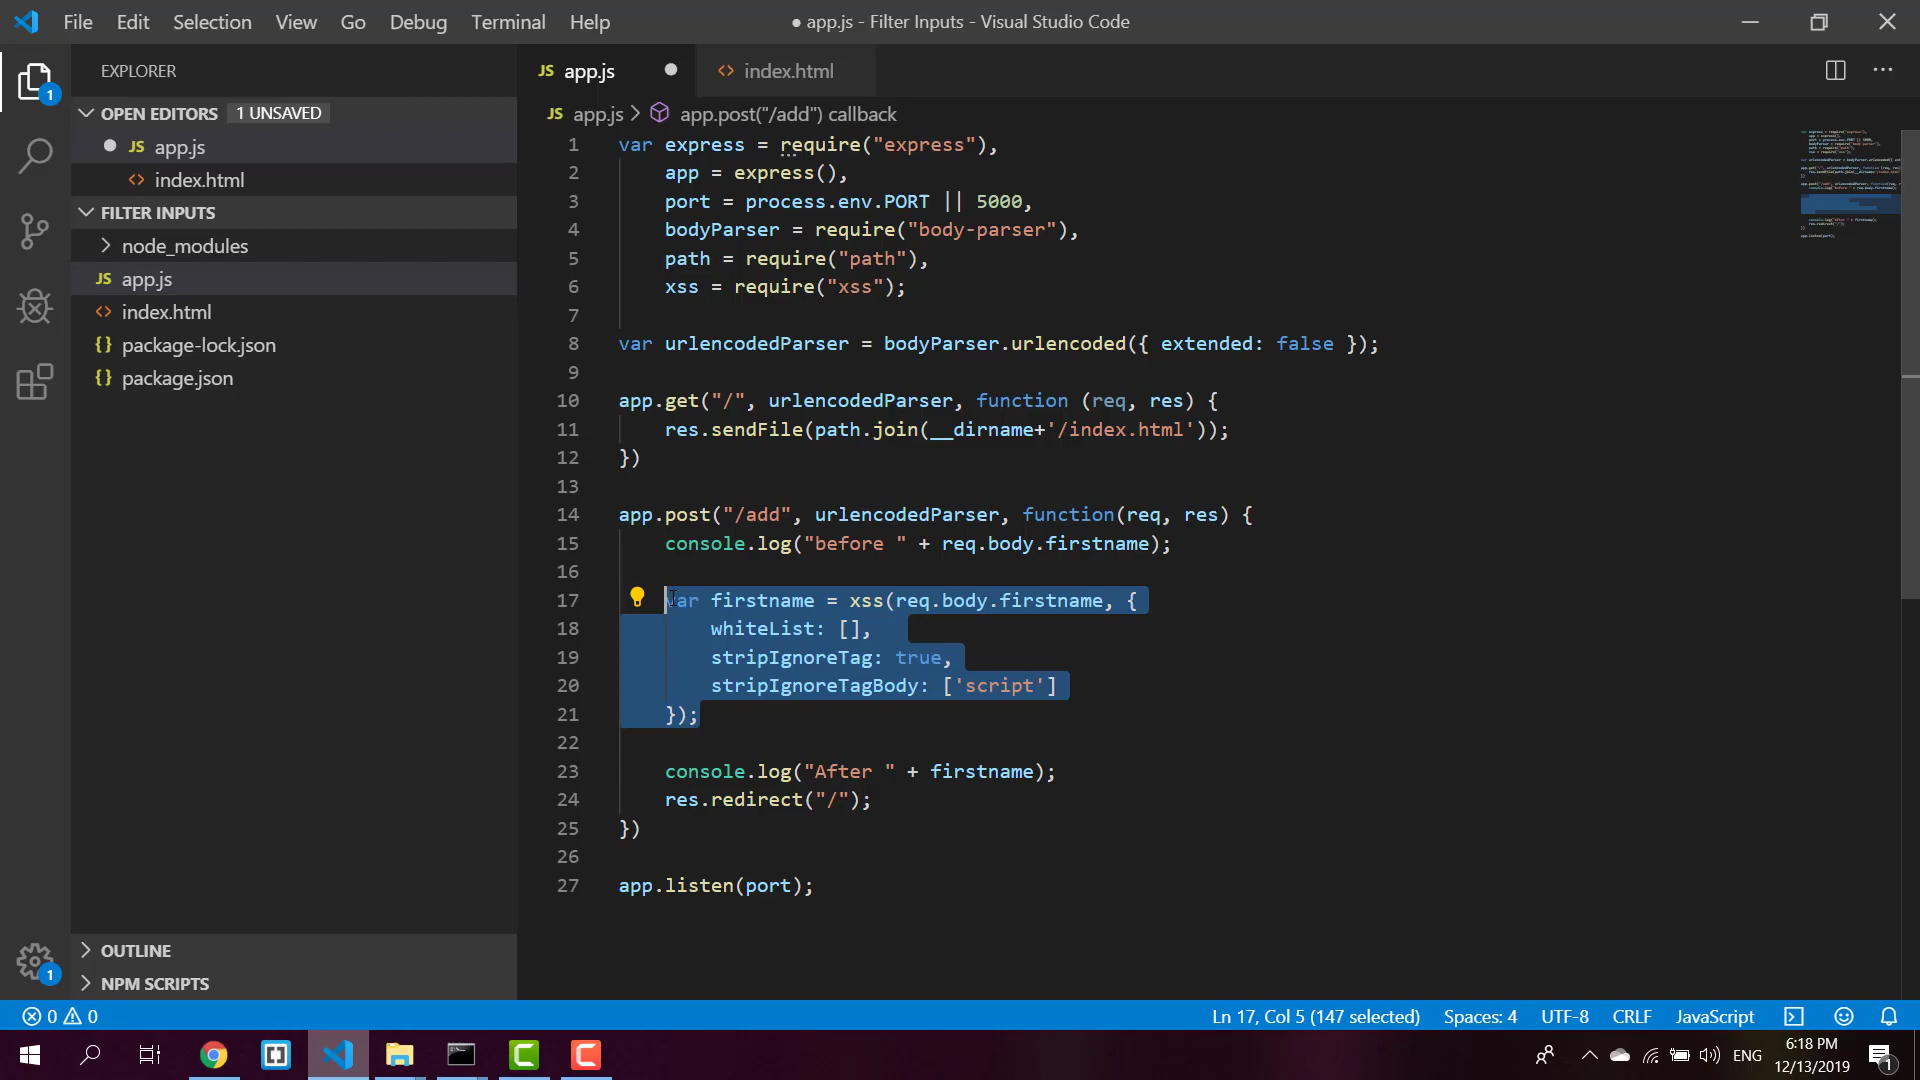 File Edit Selection View Go Debug Terminal Help
● app.js - Filter Inputs - Visual Studio Code
EXPLORER
OPEN EDITORS 1 UNSAVED
JS app.js
<> index.html
FILTER INPUTS
node_modules
JS app.js
<> index.html
{} package-lock.json
{} package.json
OUTLINE
NPM SCRIPTS
1
1
JS app.js
<> index.html
JS app.js > app.post("/add") callback
1 var express = require("express"),
2 app = express(),
3 port = process.env.PORT || 5000,
4 bodyParser = require("body-parser"),
5 path = require("path"),
6 xss = require("xss");
7
8 var urlencodedParser = bodyParser.urlencoded({ extended: false });
9
10 app.get("/", urlencodedParser, function (req, res) {
11 res.sendFile(path.join(__dirname+'/index.html'));
12 })
13
14 app.post("/add", urlencodedParser, function(req, res) {
15 console.log("before " + req.body.firstname);
16
17 var firstname = xss(req.body.firstname, {
18 whiteList: [],
19 stripIgnoreTag: true,
20 stripIgnoreTagBody: ['script']
21 });
22
23 console.log("After " + firstname);
24 res.redirect("/");
25 })
26
27 app.listen(port);
0 0
Ln 17, Col 5 (147 selected) Spaces: 4 UTF-8 CRLF JavaScript
ENG
6:18 PM
12/13/2019
1